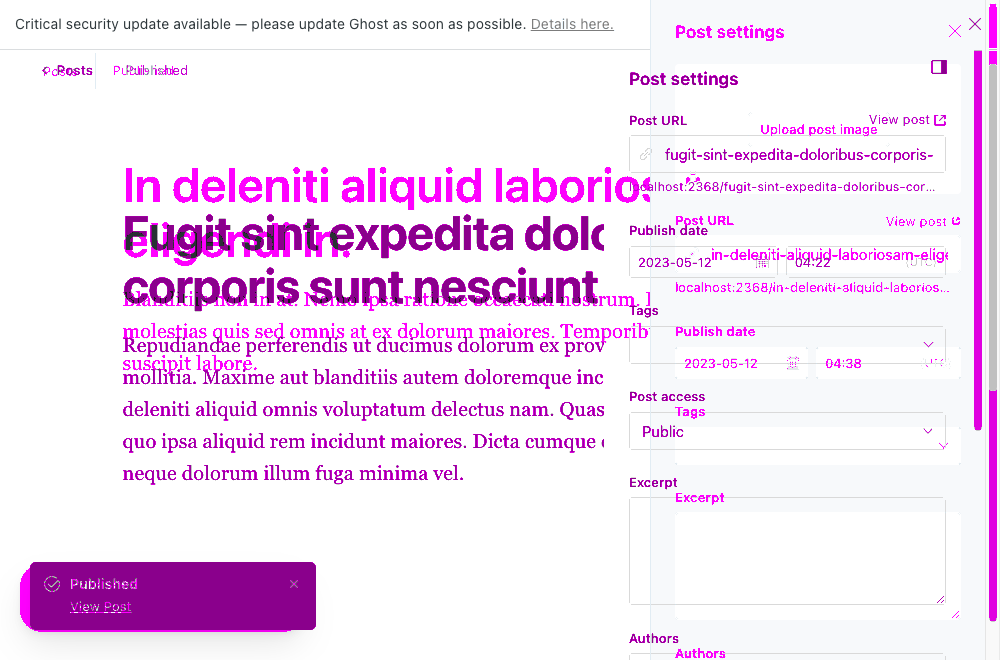 Critical security update available — please update Ghost as soon as possible. Details here.
Post settings
Posts
Published
Post settings
Post URL
View post
Upload post image
fugit-sint-expedita-doloribus-corporis-
localhost:2368/fugit-sint-expedita-doloribus-cor...
In deleniti aliquid laborios
eligendi in.
Fugit sint expedita dolo
corporis sunt nesciunt
Post URL
View post
Publish date
2023-05-12
04:22
in-deleniti-aliquid-laboriosam-elige
localhost:2368/in-deleniti-aliquid-laborios...
Blanditiis non in at. Nemo ipsa ratione occaecati nostrum.
molestias quis sed omnis at ex dolorum maiores. Temporib
suscipit labore.
Repudiandae perferendis ut ducimus dolorum ex prov
mollitia. Maxime aut blanditiis autem doloremque inc
deleniti aliquid omnis voluptatum delectus nam. Quas
quo ipsa aliquid rem incidunt maiores. Dicta cumque
neque dolorum illum fuga minima vel.
Tags
Publish date
2023-05-12
04:38
Post access
Tags
Public
Excerpt
Excerpt
Published
View Post
Authors
Authors